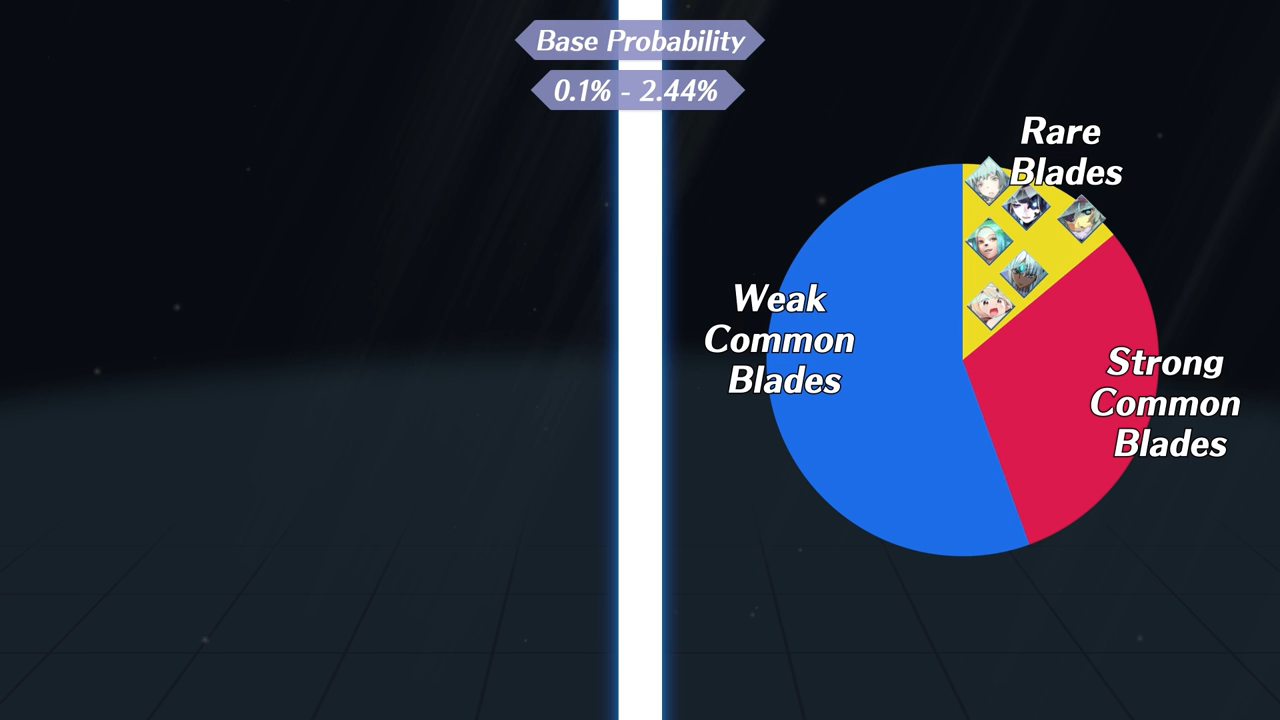 Base Probability
0.1% - 2.44%
Rare
Blades
Weak
Common
Blades
Strong
Common
Blades